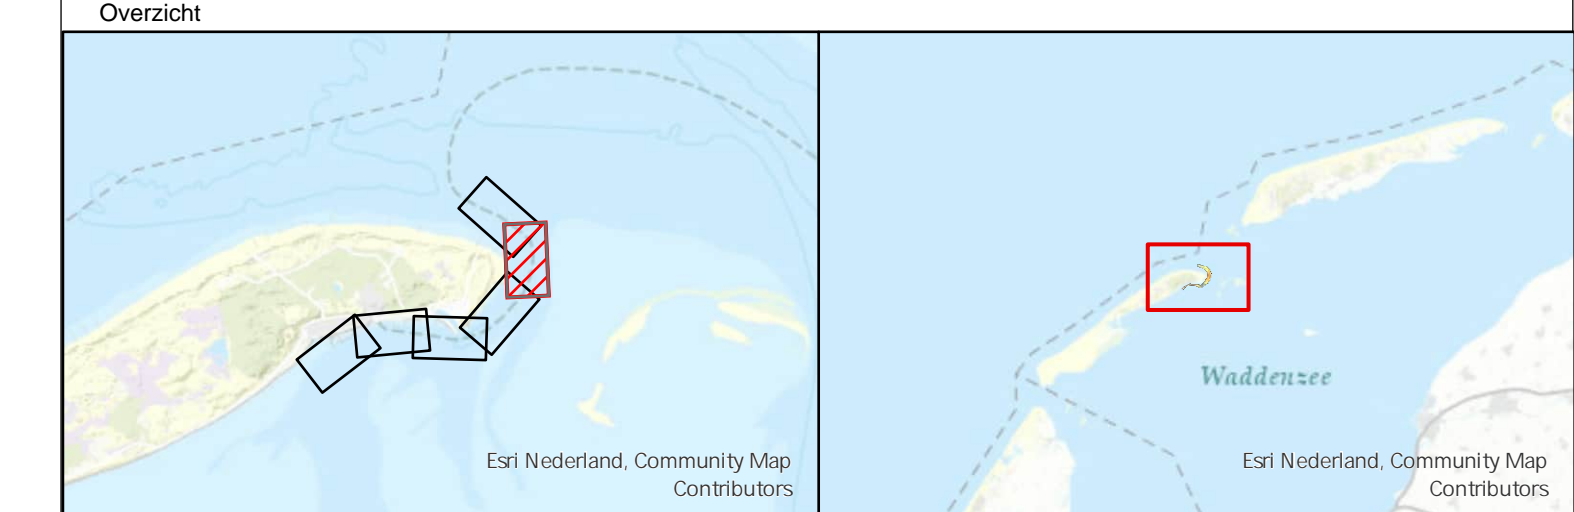 Overzicht
Esri Nederland, Community Map
Contributors
Waddenzee
Esri Nederland, Community Map
Contributors